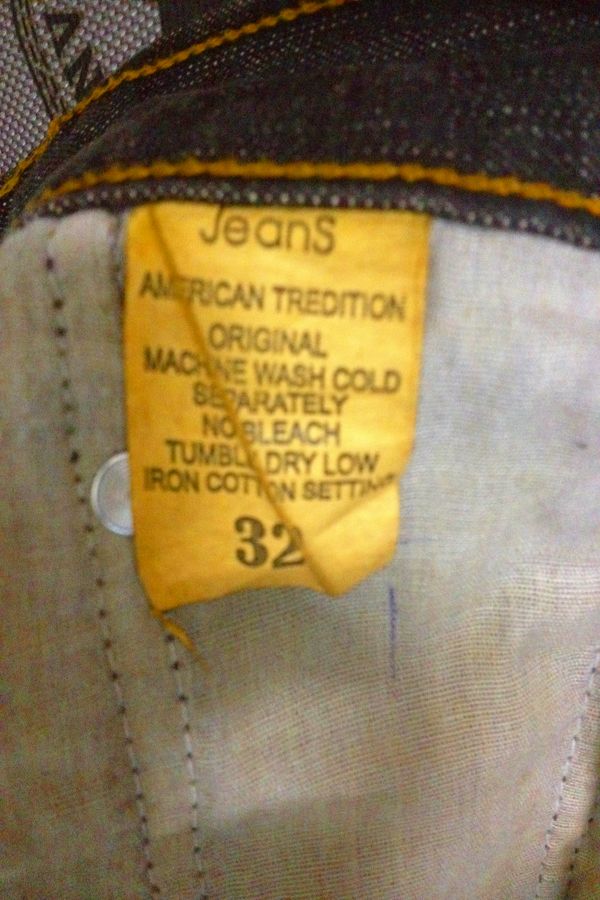 Jeans
AMERICAN TREDITION
ORIGINAL
MACHINE WASH COLD
SEPARATELY
NO BLEACH
TUMBLE DRY LOW
IRON COTTON SETTING
32